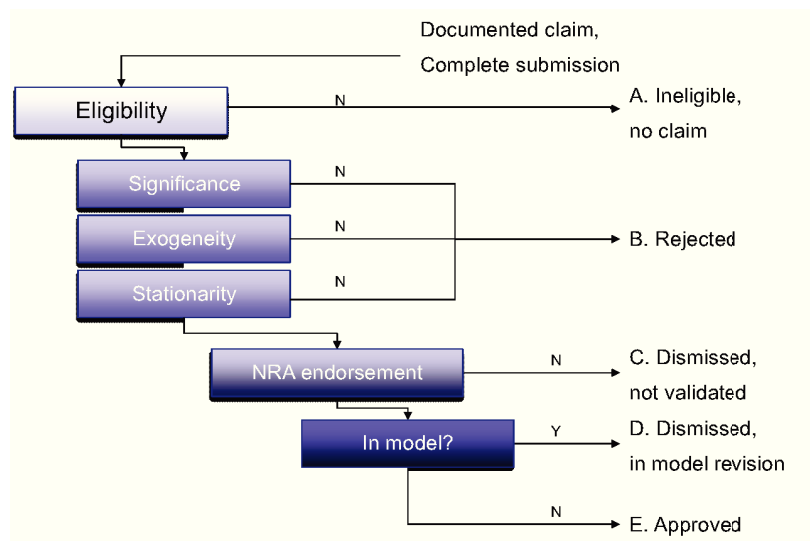 Documented claim,
Complete submission
Eligibility
N
A. Ineligible,
no claim
Significance
N
Exogeneity
N
B. Rejected
Stationarity
N
NRA endorsement
N
C. Dismissed,
not validated
In model?
Y
D. Dismissed,
in model revision
N
E. Approved